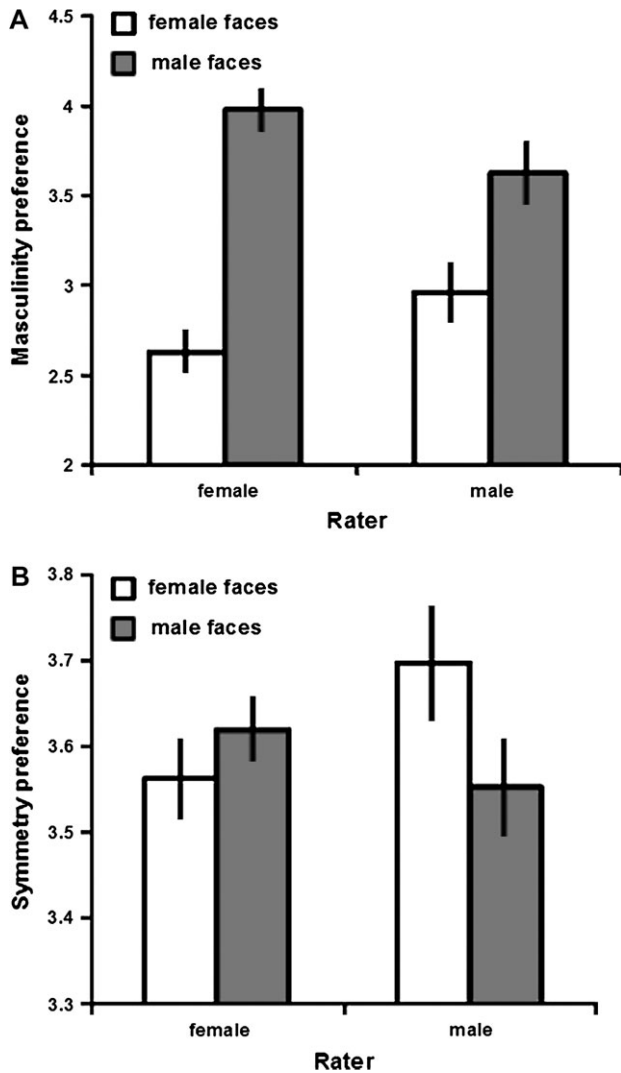 A
4.5
female faces
male faces
4
3.5
3
2.5
2
Masculinity preference
female male
Rater
B
3.8
female faces
male faces
3.7
3.6
3.5
3.4
3.3
Symmetry preference
female male
Rater